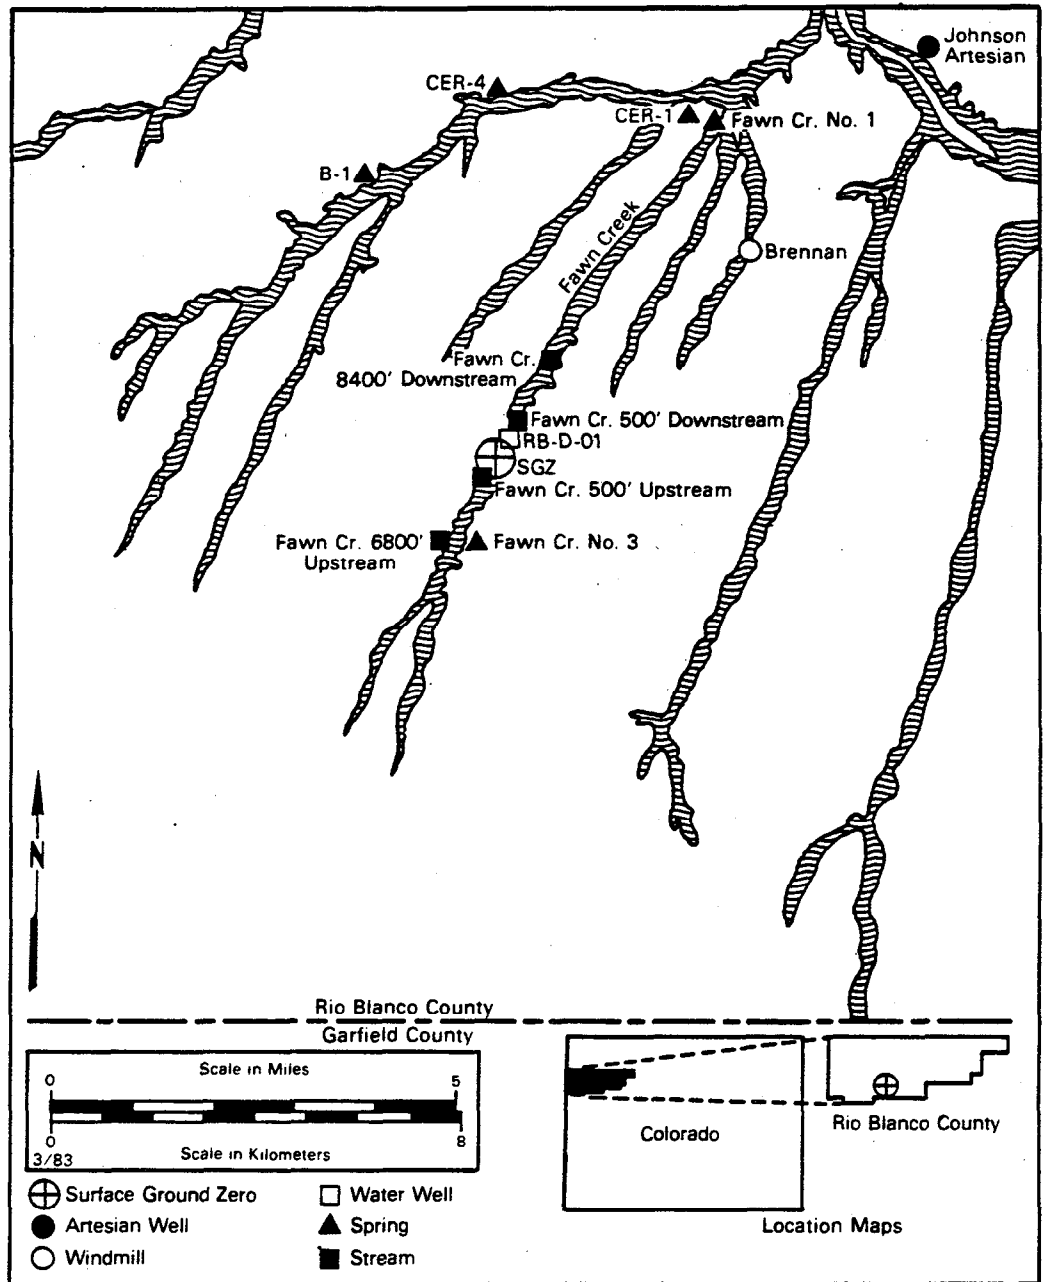 Johnson
Artesian
CER-4
CER-1
Fawn Cr. No. 1
B-1
Fawn Creek
Brennan
Fawn Cr.
8400' Downstream
Fawn Cr. 500' Downstream
RB-D-01
SGZ
Fawn Cr. 500' Upstream
Fawn Cr. 6800'
Upstream
Fawn Cr. No. 3
N
Rio Blanco County
Garfield County
Scale in Miles
0
5
0
8
Scale in Kilometers
3/83
Colorado
Rio Blanco County
Location Maps
Surface Ground Zero
Artesian Well
Windmill
Water Well
Spring
Stream